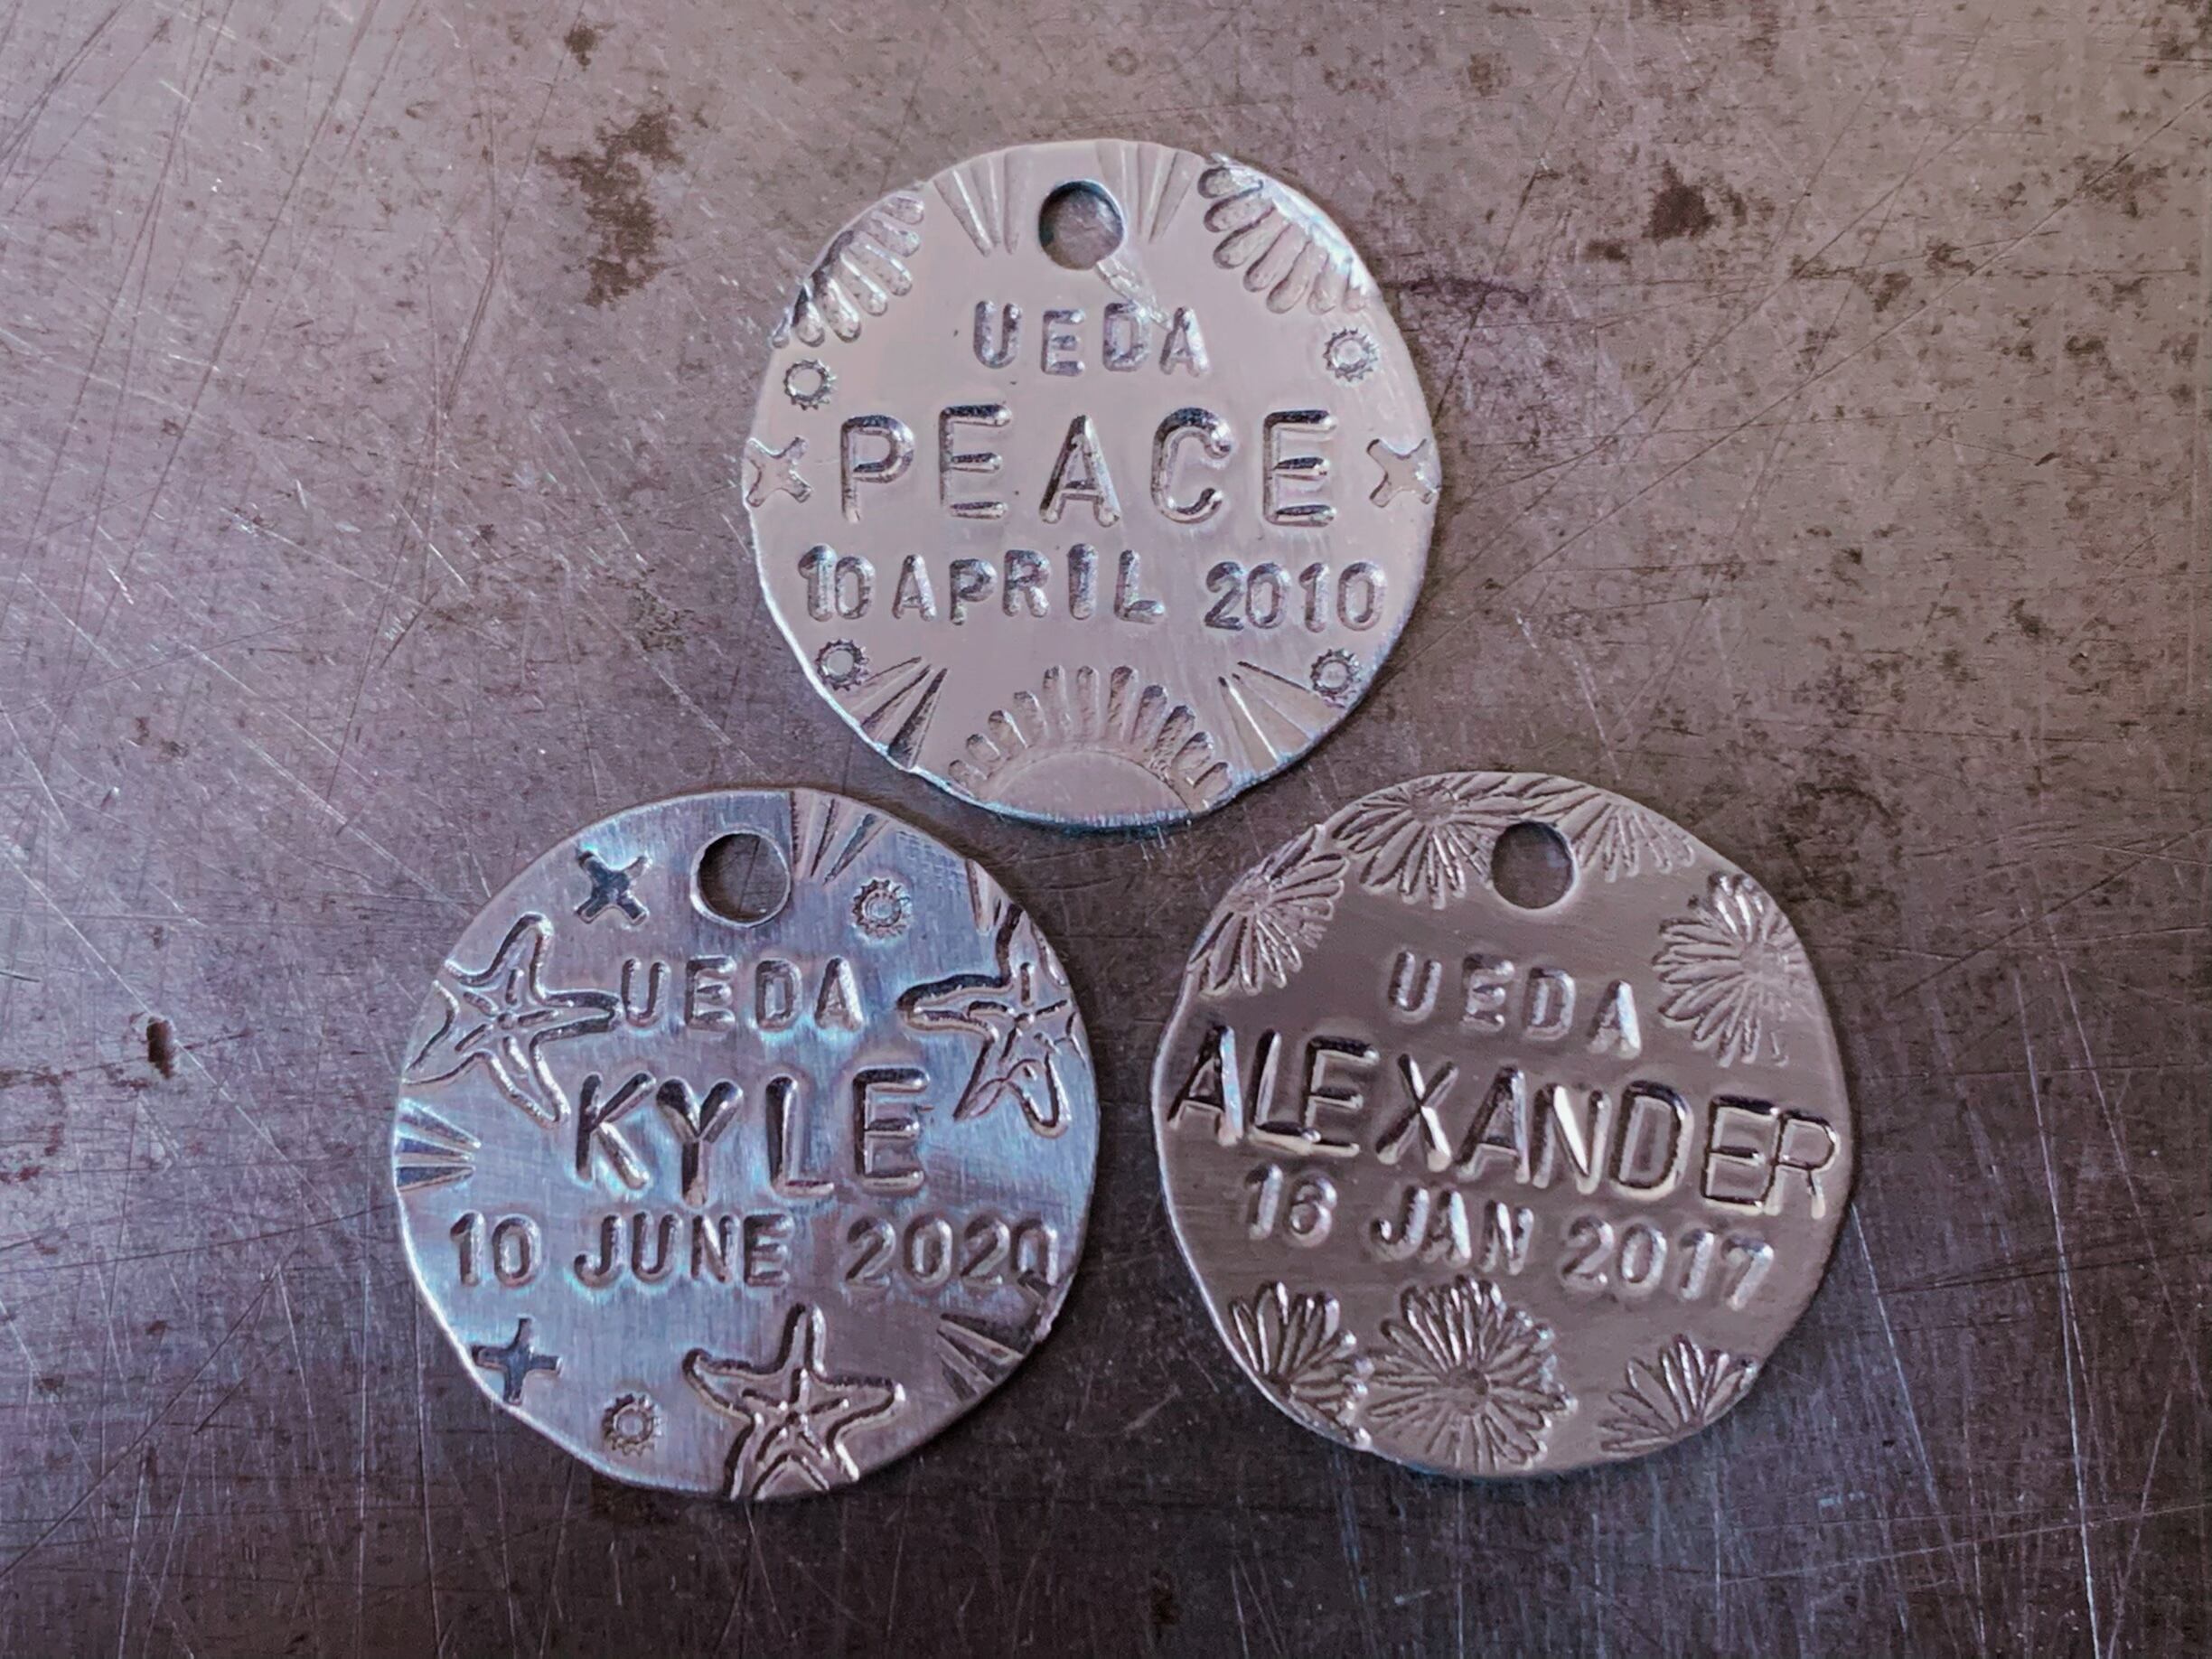 UEDA
PEACE
10 APRIL 2010
UEDA
KYLE
10 JUNE 2020
UEDA
ALEXANDER
16 JAN 2017